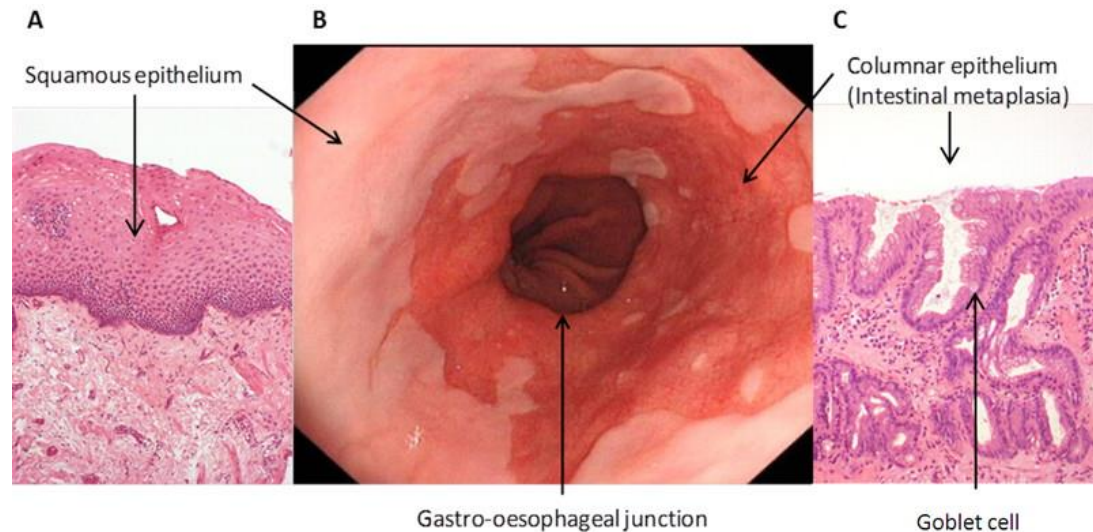 A
B
C
Squamous epithelium
Columnar epithelium
(Intestinal metaplasia)
Gastro-oesophageal junction
Goblet cell